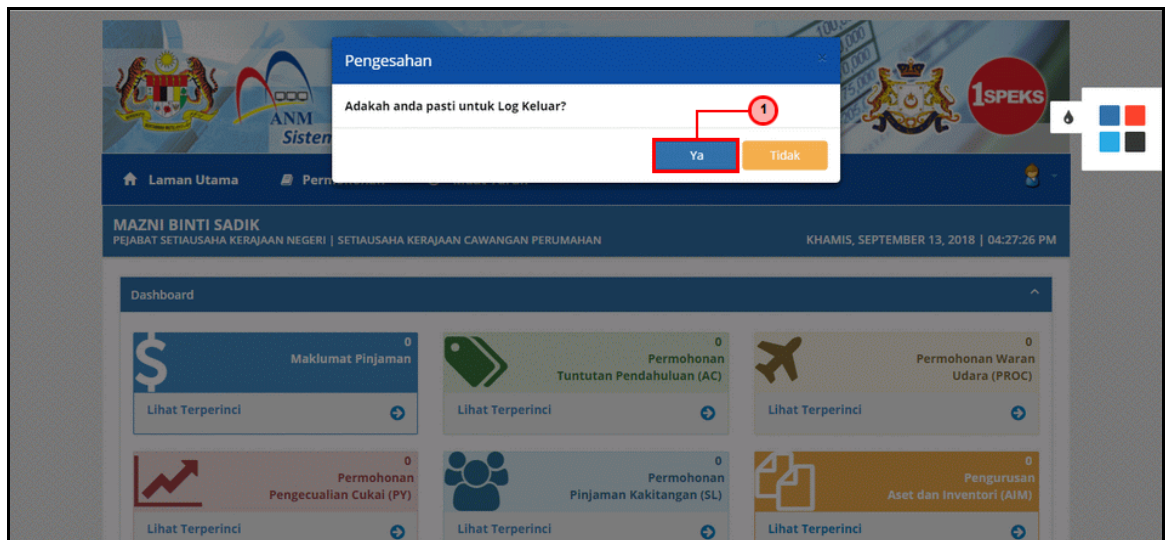 Pengesahan
Adakah anda pasti untuk Log Keluar?
1
Ya
Tidak
ANM
Sistem
1SPEKS
Laman Utama
MAZNI BINTI SADIK
PEJABAT SETIAUSAHA KERAJAAN NEGERI | SETIAUSAHA KERAJAAN CAWANGAN PERUMAHAN
KHAMIS, SEPTEMBER 13, 2018 | 04:27:26 PM
Dashboard
0
Maklumat Pinjaman
Lihat Terperinci
0
Permohonan
Tuntutan Pendahuluan (AC)
Lihat Terperinci
0
Permohonan Waran
Udara (PROC)
Lihat Terperinci
0
Permohonan
Pengecualian Cukai (PY)
Lihat Terperinci
0
Permohonan
Pinjaman Kakitangan (SL)
Lihat Terperinci
0
Pengurusan
Aset dan Inventori (AIM)
Lihat Terperinci